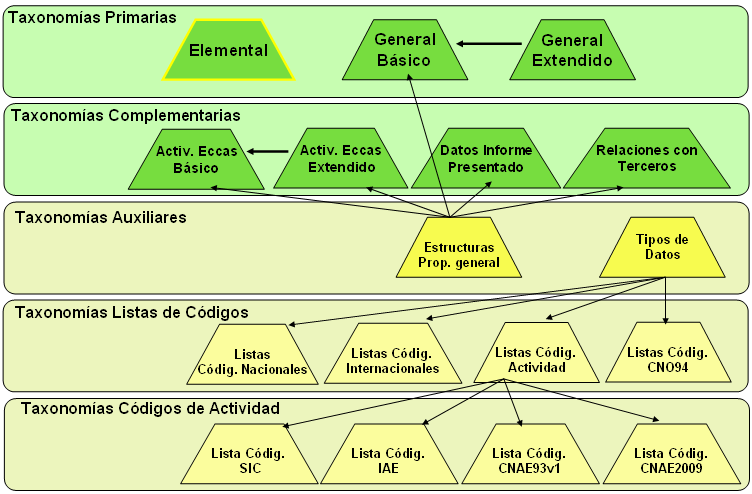 Taxonomías Primarias
Elemental
General
Básico
General
Extendido
Taxonomías Complementarias
Activ. Eccas
Básico
Activ. Eccas
Extendido
Datos Informe
Presentado
Relaciones con
Terceros
Taxonomías Auxiliares
Estructuras
Prop. general
Tipos de
Datos
Taxonomías Listas de Códigos
Listas
Códig. Nacionales
Listas Códig.
Internacionales
Listas Códig.
Actividad
Listas Códig.
CNO94
Taxonomías Códigos de Actividad
Lista Códig.
SIC
Lista Códig.
IAE
Lista Códig.
CNAE93v1
Lista Códig.
CNAE2009